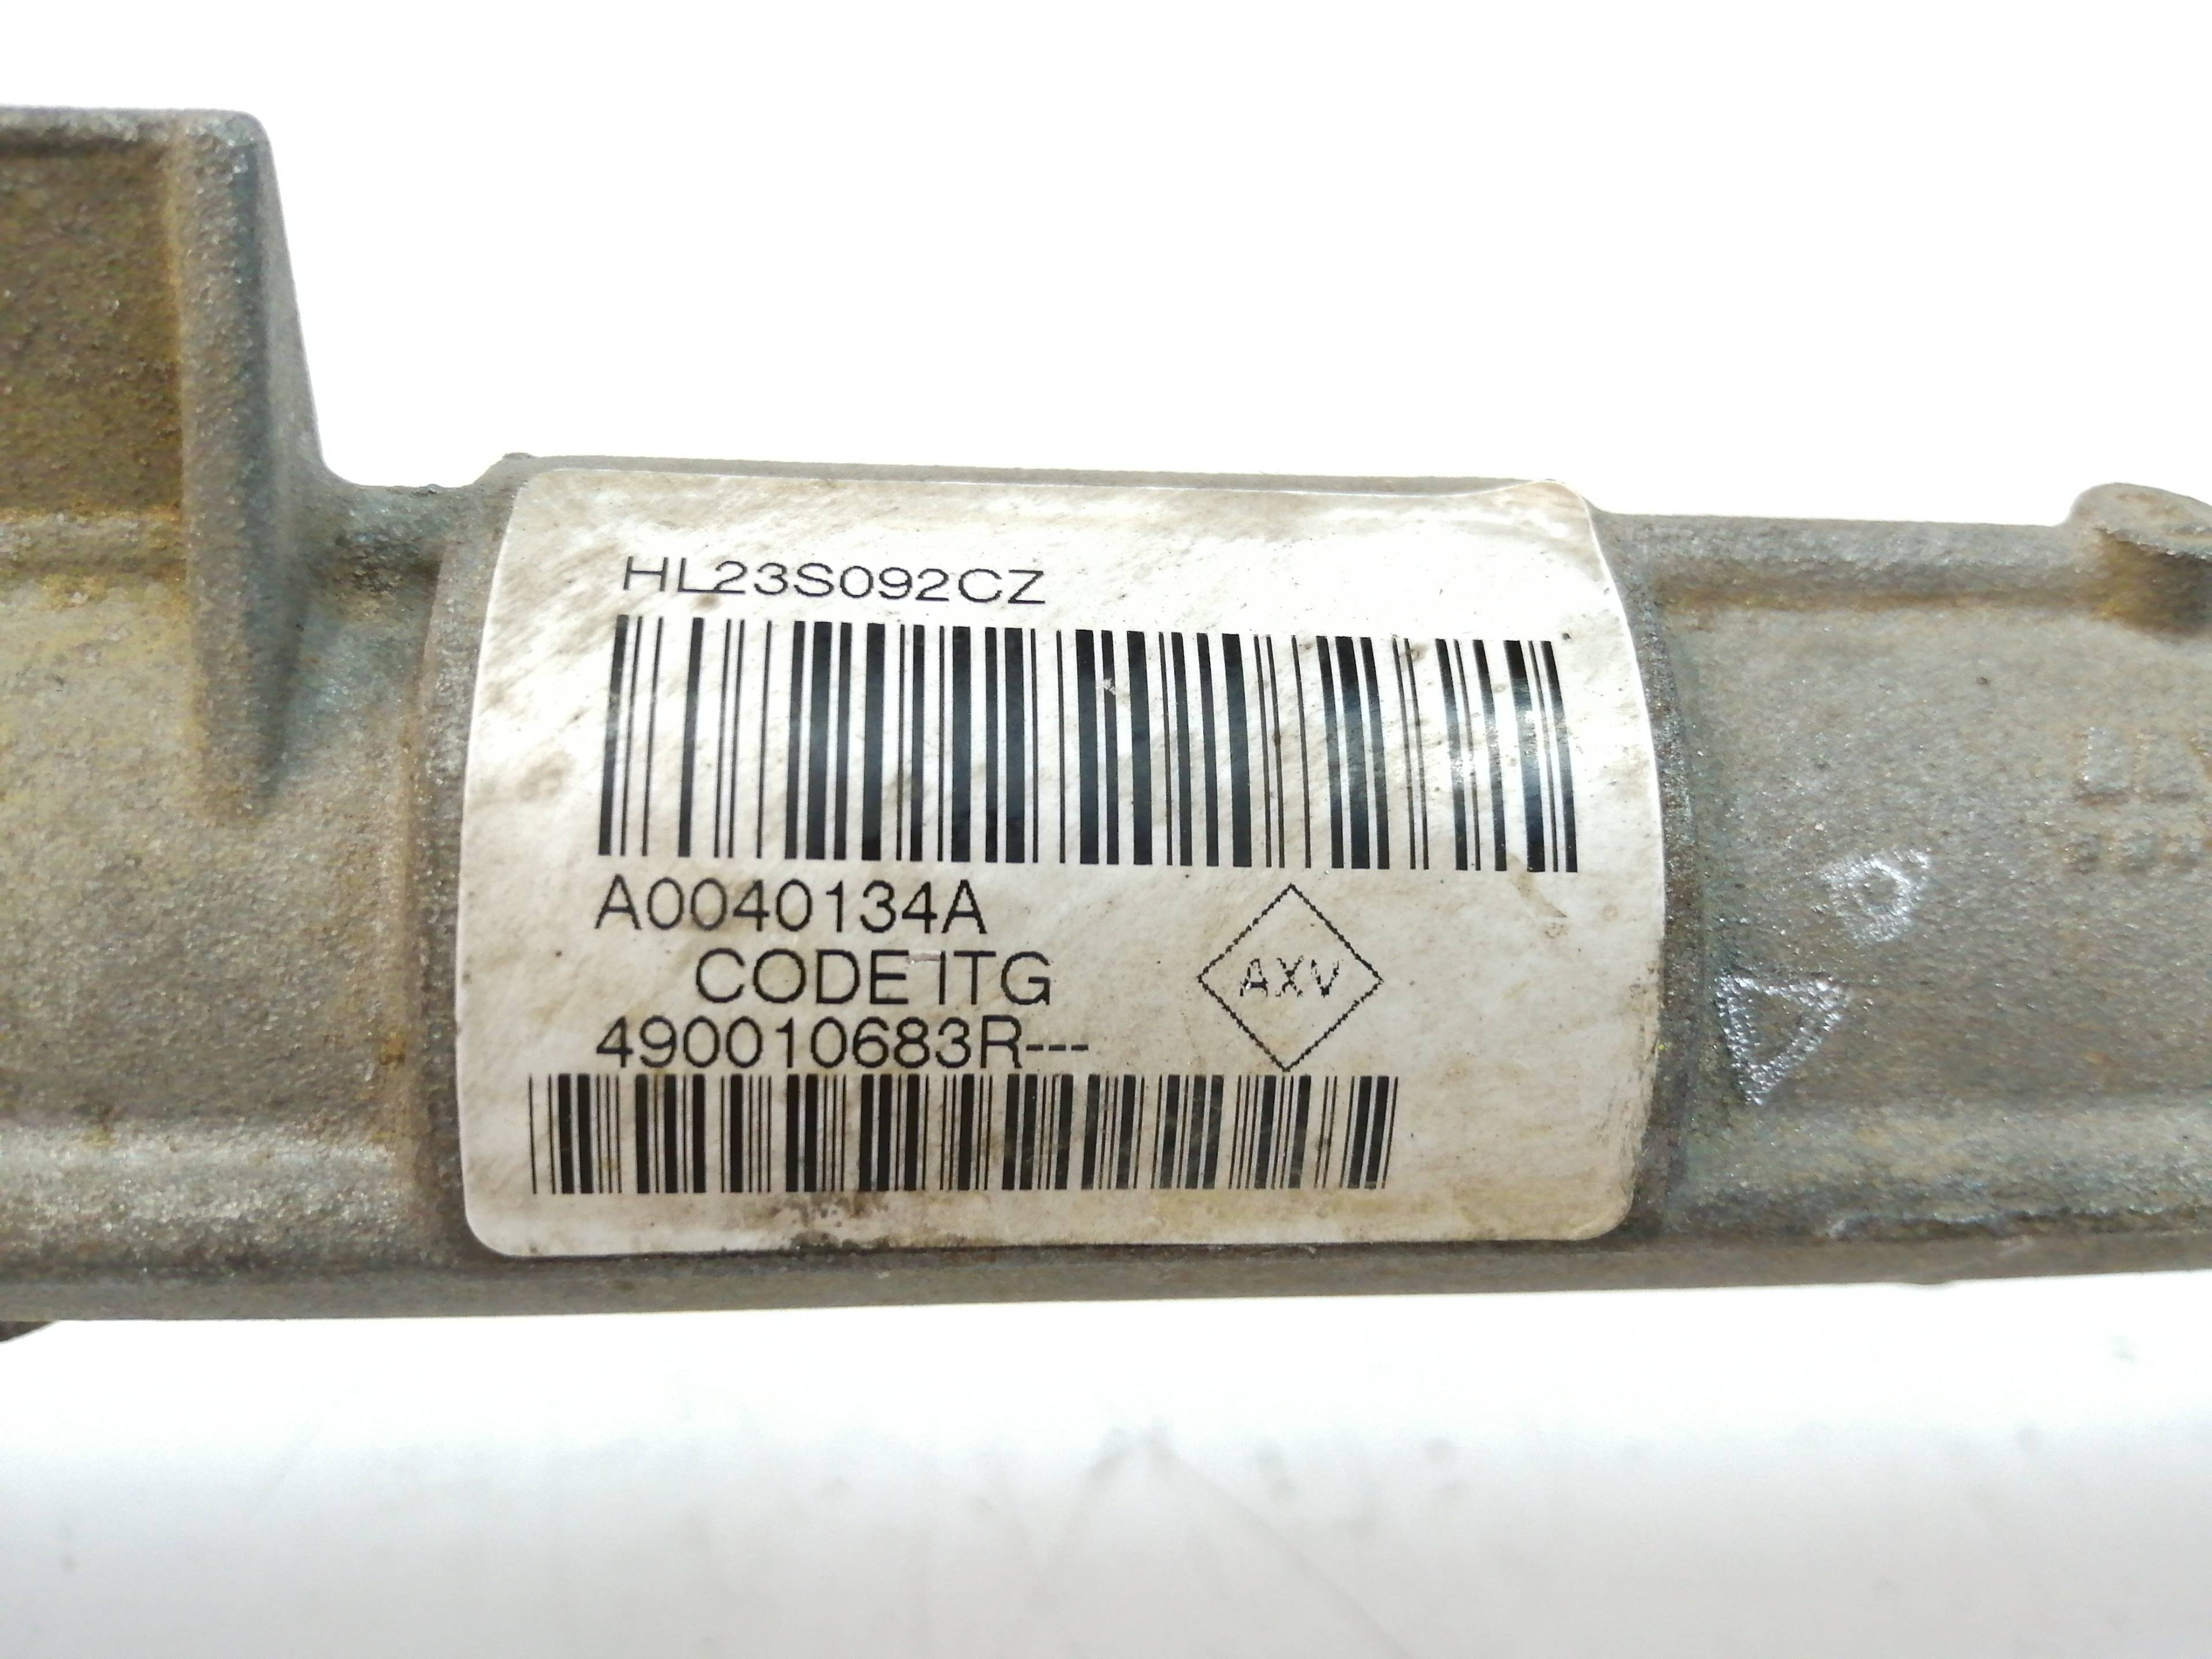 HL23S092CZ
A0040134A
CODE ITG
AXV
490010683R---